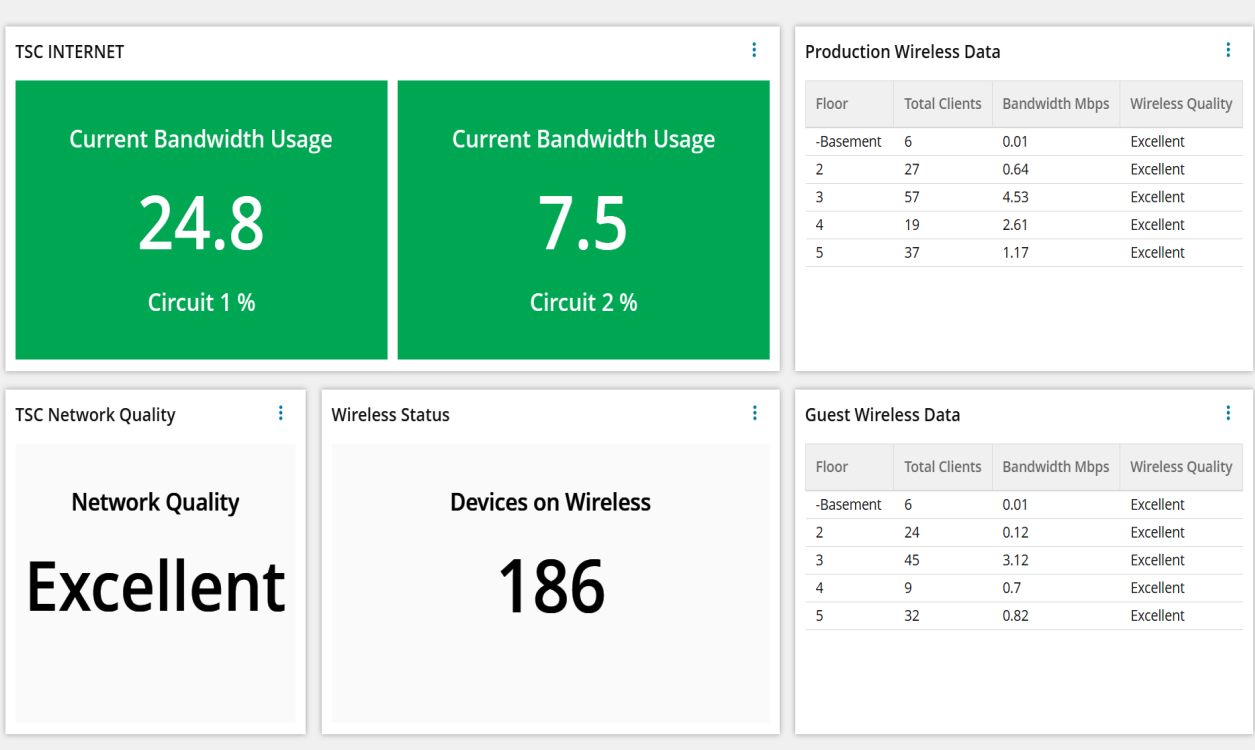 TSC INTERNET
Current Bandwidth Usage
24.8
Circuit 1 %
Current Bandwidth Usage
7.5
Circuit 2 %
Production Wireless Data
Floor Total Clients Bandwidth Mbps Wireless Quality
-Basement 6 0.01 Excellent
2 27 0.64 Excellent
3 57 4.53 Excellent
4 19 2.61 Excellent
5 37 1.17 Excellent
TSC Network Quality
Network Quality
Excellent
Wireless Status
Devices on Wireless
186
Guest Wireless Data
Floor Total Clients Bandwidth Mbps Wireless Quality
-Basement 6 0.01 Excellent
2 24 0.12 Excellent
3 45 3.12 Excellent
4 9 0.7 Excellent
5 32 0.82 Excellent